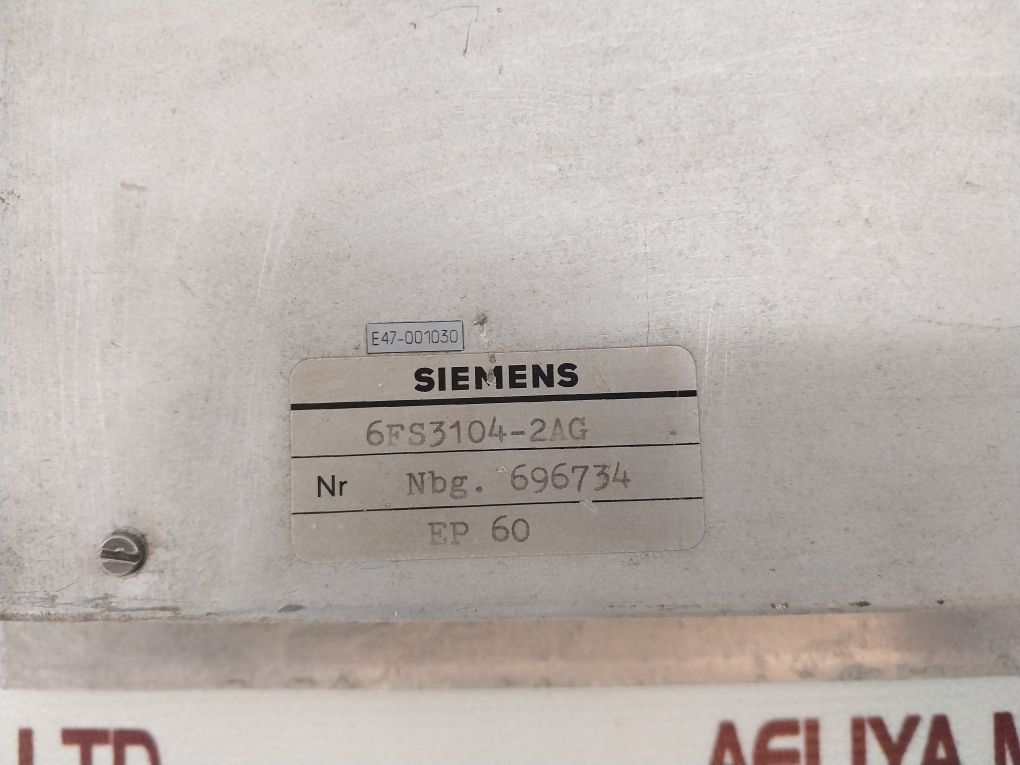 E47-001030
SIEMENS
6FS3104-2AG
Nr Nbg. 696734
EP 60
LTD AELIYA M